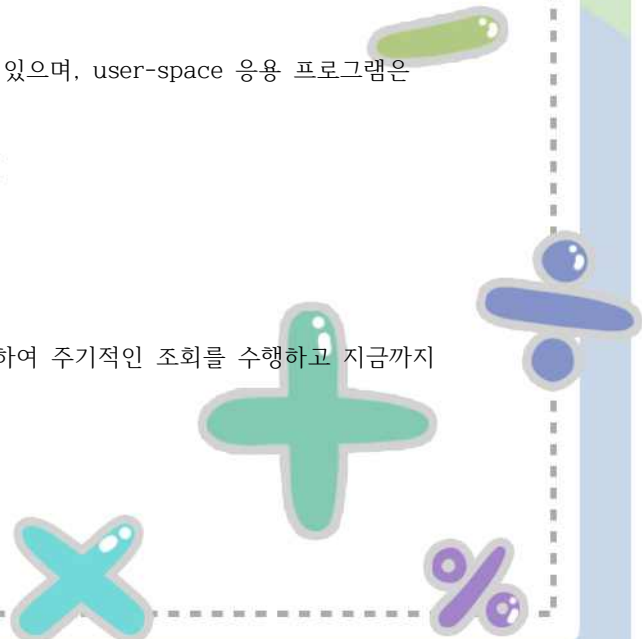 있으며, user-space 응용 프로그램은
하여 주기적인 조회를 수행하고 지금까지